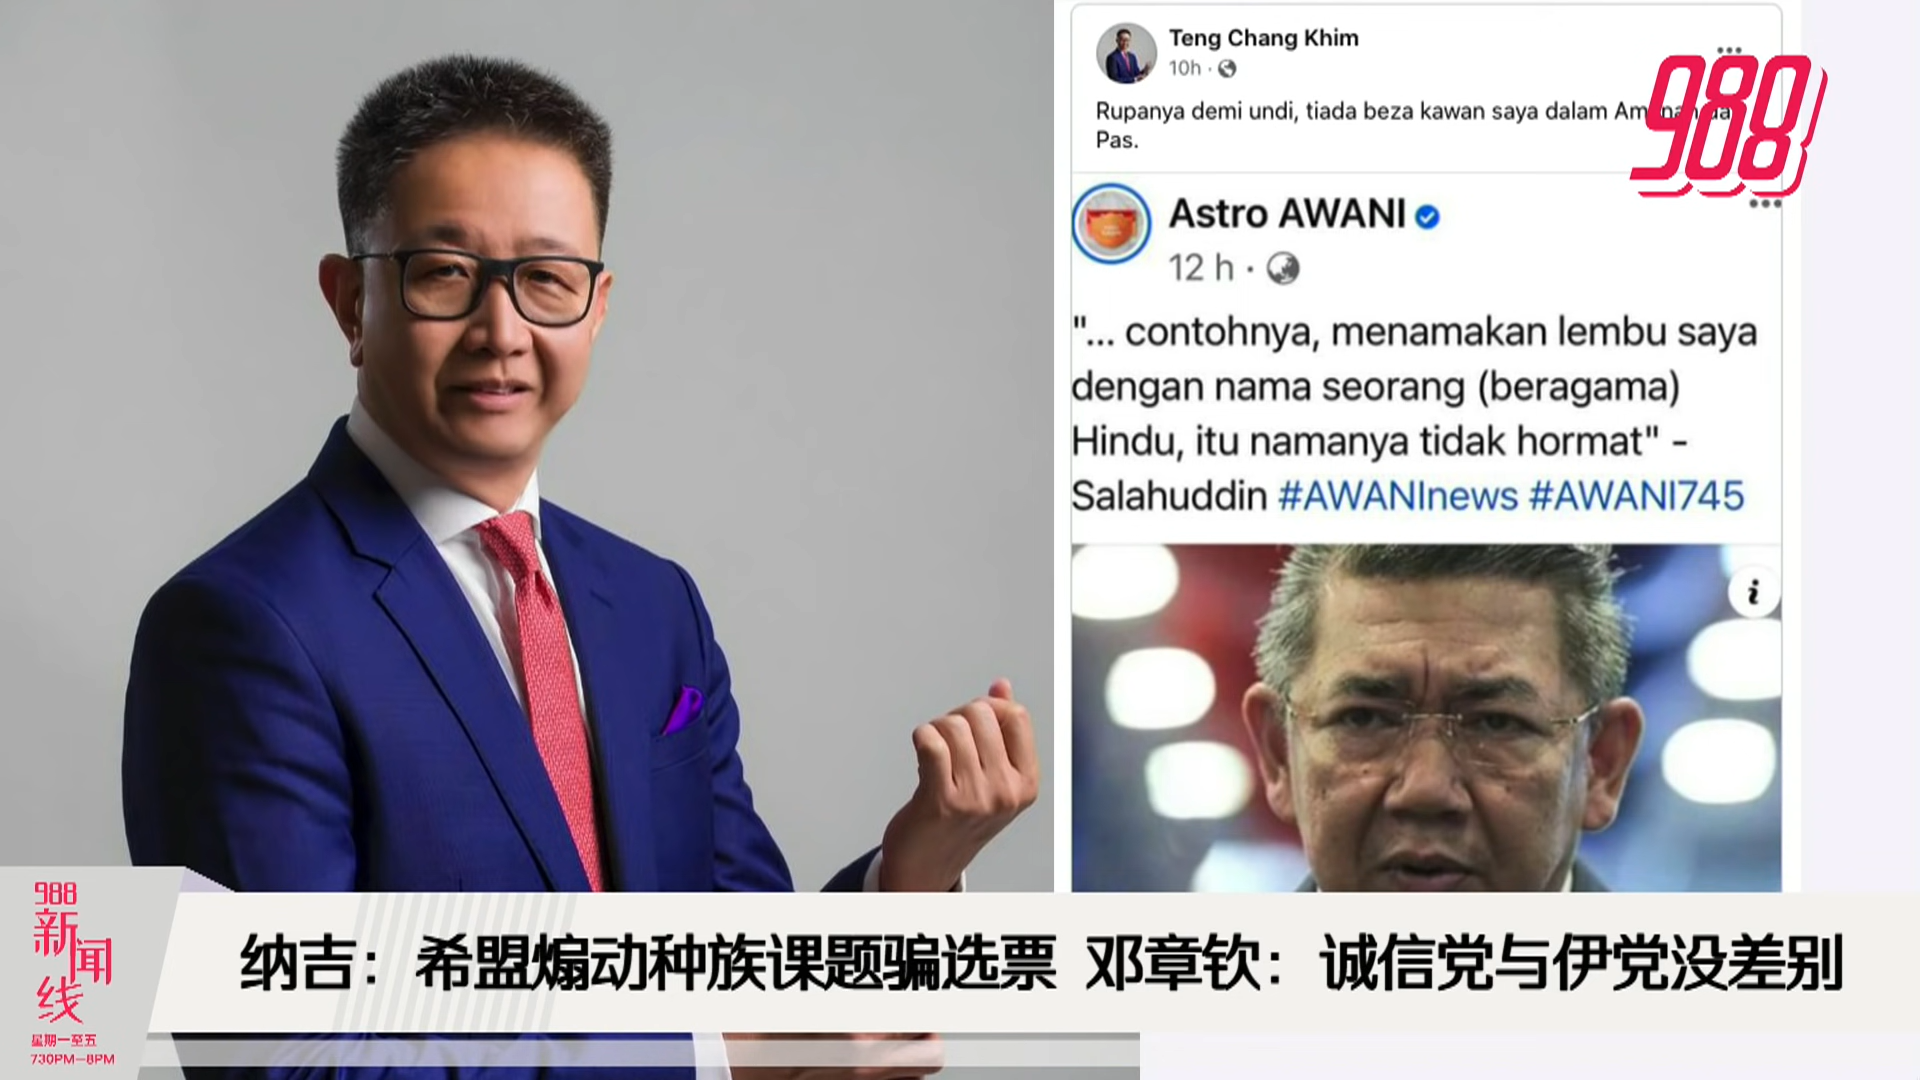 Teng Chang Khim
10h ·
Rupanya demi undi, tiada beza kawan saya dalam
Pas.
988
Astro AWANI
12 h ·
"... contohnya, menamakan lembu saya
dengan nama seorang (beragama)
Hindu, itu namanya tidak hormat" -
Salahuddin #AWANInews #AWANI745
i
988
新闻线
星期一至五
730PM—8PM
纳吉：希盟煽动种族课题骗选票 邓章钦：诚信党与伊党没差别